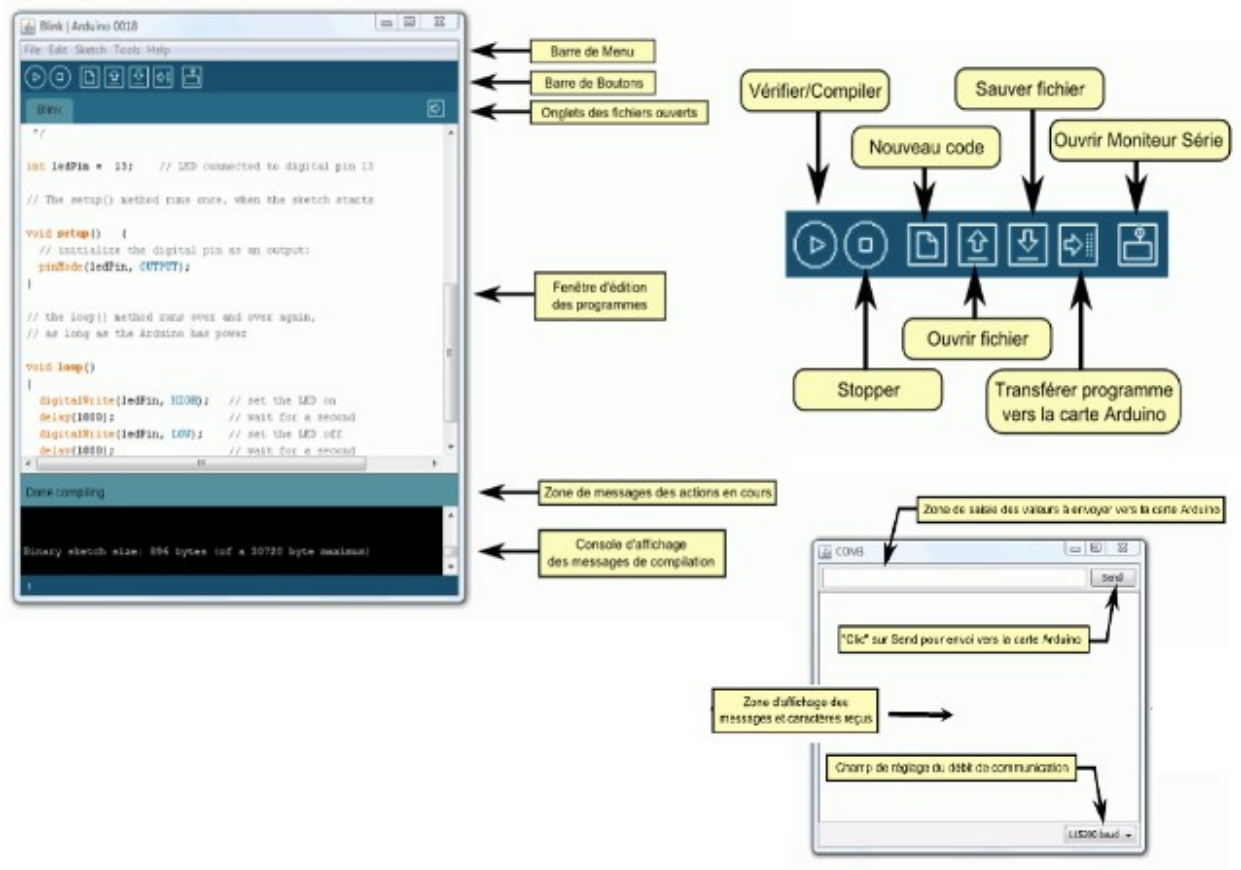 Blink | Arduino 0018
File Edit Sketch Tools Help
Blink
*/
int ledPin = 13; // LED connected to digital pin 13
// The setup() method runs once, when the sketch starts
void setup() {
// initialize the digital pin as an output:
pinMode(ledPin, OUTPUT);
}
// the loop() method runs over and over again,
// as long as the Arduino has power
void loop()
{
digitalWrite(ledPin, HIGH); // set the LED on
delay(1000); // wait for a second
digitalWrite(ledPin, LOW); // set the LED off
delay(1000); // wait for a second
Done compiling
Binary sketch size: 896 bytes (of a 30720 byte maximum)
4
Barre de Menu
Barre de Boutons
Onglets des fichiers ouverts
Fenêtre d'édition
des programmes
Zone de messages des actions en cours
Console d'affichage
des messages de compilation
Vérifier/Compiler
Sauver fichier
Nouveau code
Ouvrir Moniteur Série
Ouvrir fichier
Stopper
Transférer programme
vers la carte Arduino
Zone de saisie des valeurs à envoyer vers la carte Arduino
Send
"Clic" sur Send pour envoi vers la carte Arduino
Zone d'affichage des
messages et caractères reçus
Champ de réglage du débit de communication
115200 baud